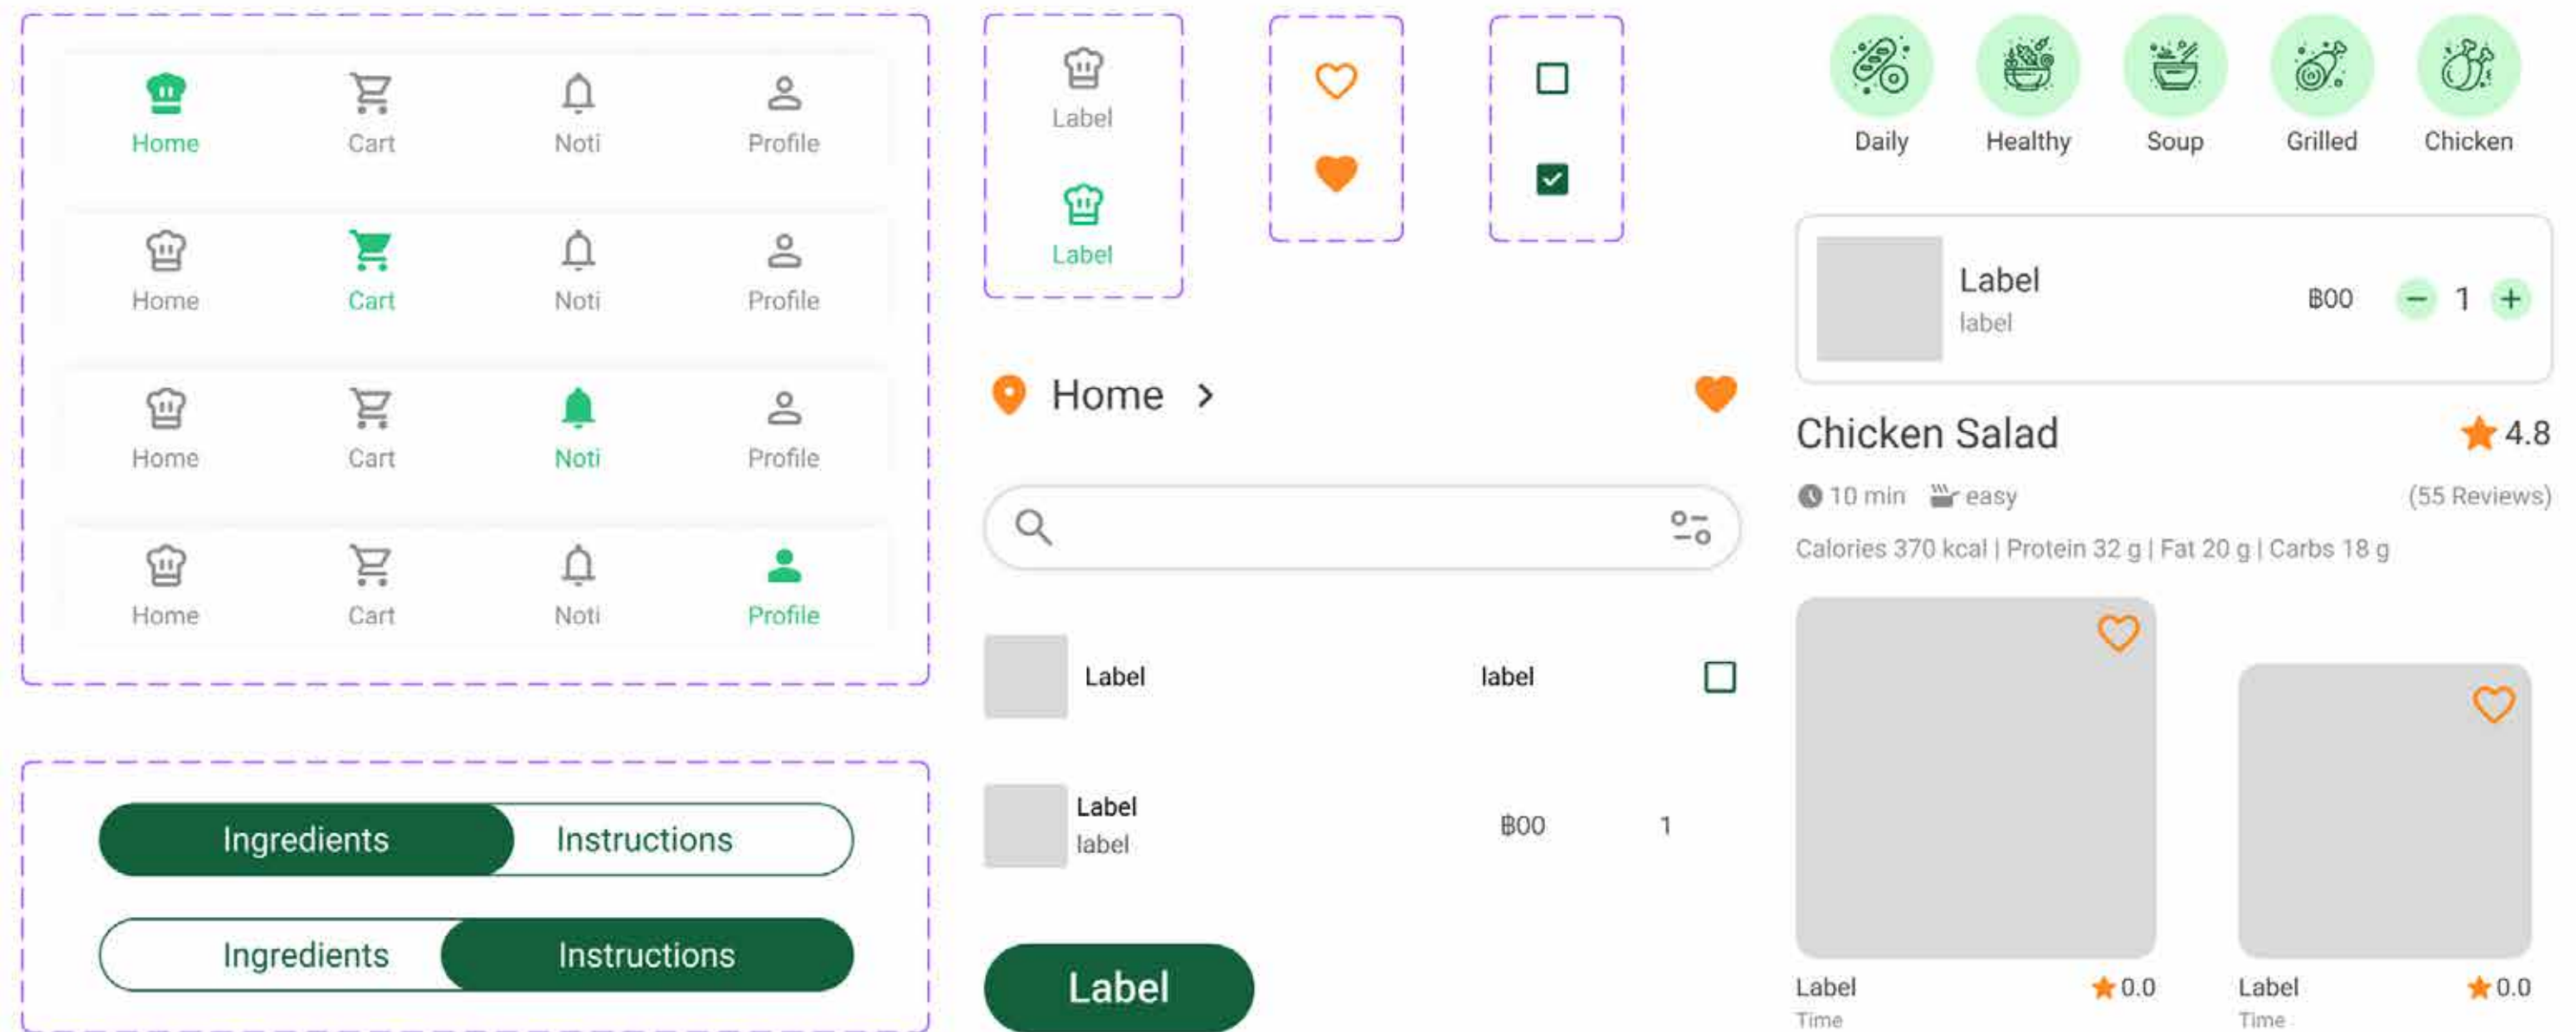 Home Cart Noti Profile
Home Cart Noti Profile
Home Cart Noti Profile
Home Cart Noti Profile
Ingredients Instructions
Ingredients Instructions
Label
Label
Home
Label label
Label
label
฿00 1
Label
Daily Healthy Soup Grilled Chicken
Label
label
฿00 − 1 +
Chicken Salad 4.8
10 min easy (55 Reviews)
Calories 370 kcal | Protein 32 g | Fat 20 g | Carbs 18 g
Label 0.0
Time
Label 0.0
Time